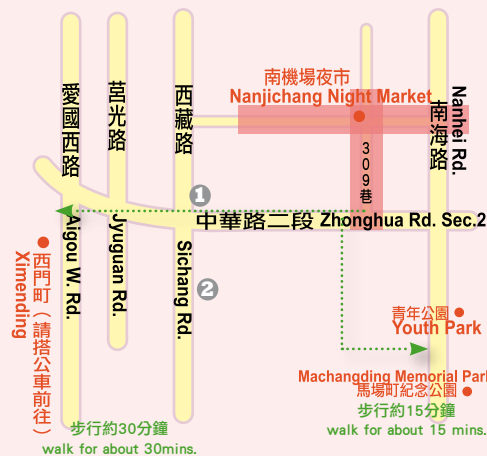 南機場夜市
Nanjichang Night Market
愛國西路
Aigou W. Rd.
莒光路
Jyuguan Rd.
西藏路
Sichang Rd.
309巷
南海路
Nanhei Rd.
1
中華路二段 Zhonghua Rd. Sec.2
2
西門町（請搭公車前往）
Ximending
青年公園
Youth Park
Machangding Memorial Park
馬場町紀念公園
步行約30分鐘
walk for about 30mins.
步行約15分鐘
walk for about 15 mins.